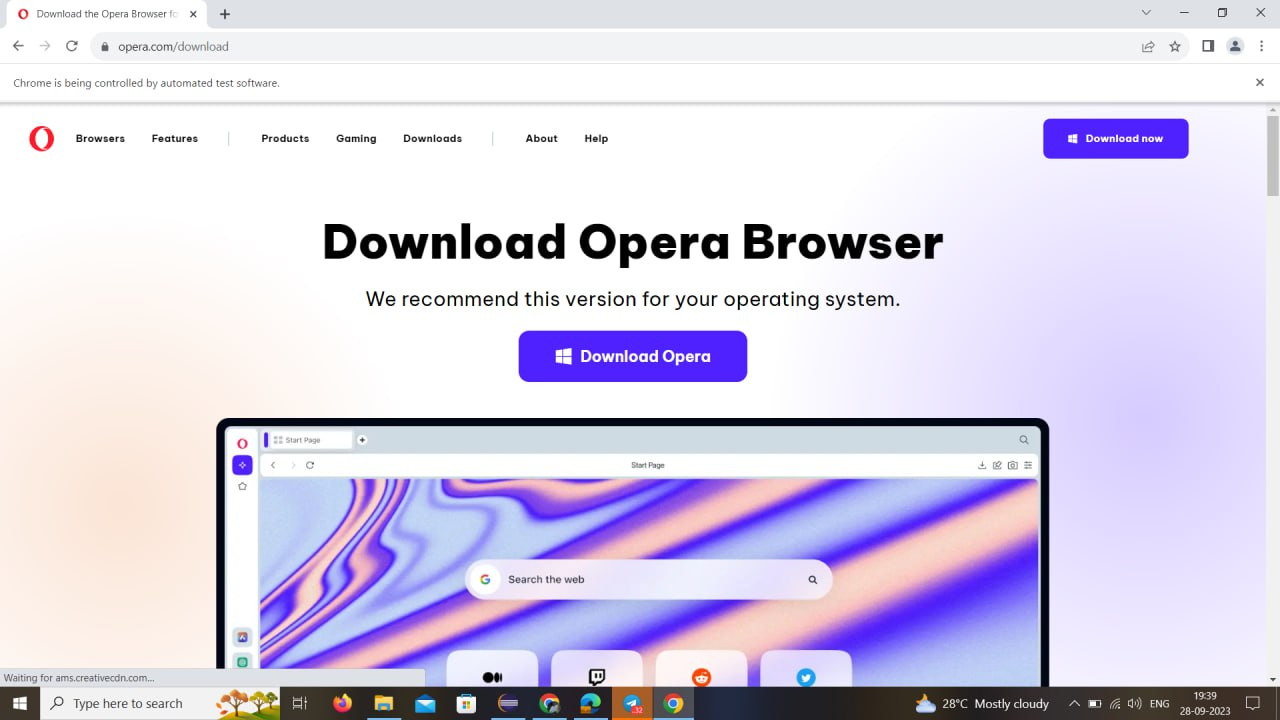 Download the Opera Browser fo
opera.com/download
Chrome is being controlled by automated test software.
Browsers Features Products Gaming Downloads About Help Download now
Download Opera Browser
We recommend this version for your operating system.
Download Opera
Start Page
Start Page
Search the web
Waiting for ams.creativecdn.com...
Type here to search
32
28°C Mostly cloudy
ENG
19:39
28-09-2023